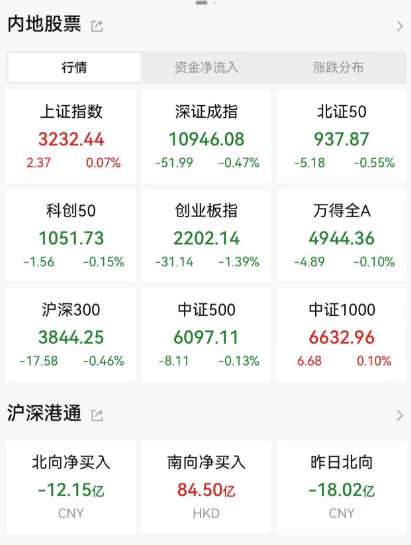 内地股票
行情 资金净流入 涨跌分布
上证指数 深证成指 北证50
3232.44 10946.08 937.87
2.37 0.07% -51.99 -0.47% -5.18 -0.55%
科创50 创业板指 万得全A
1051.73 2202.14 4944.36
-1.56 -0.15% -31.14 -1.39% -4.89 -0.10%
沪深300 中证500 中证1000
3844.25 6097.11 6632.96
-17.58 -0.46% -8.11 -0.13% 6.68 0.10%
沪深港通
北向净买入 南向净买入 昨日北向
-12.15亿 84.50亿 -18.02亿
CNY HKD CNY